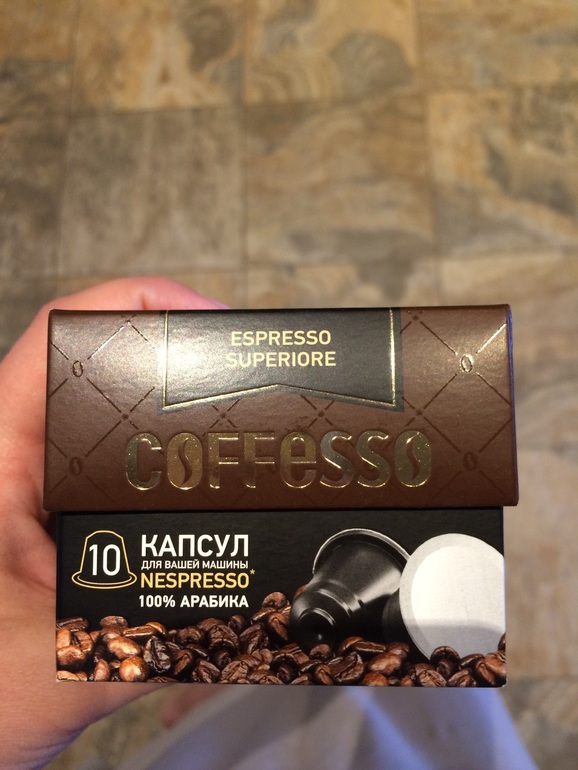 ESPRESSO
SUPERIORE
COFFESSO
10
КАПСУЛ
ДЛЯ ВАШЕЙ МАШИНЫ
NESPRESSO*
100% АРАБИКА